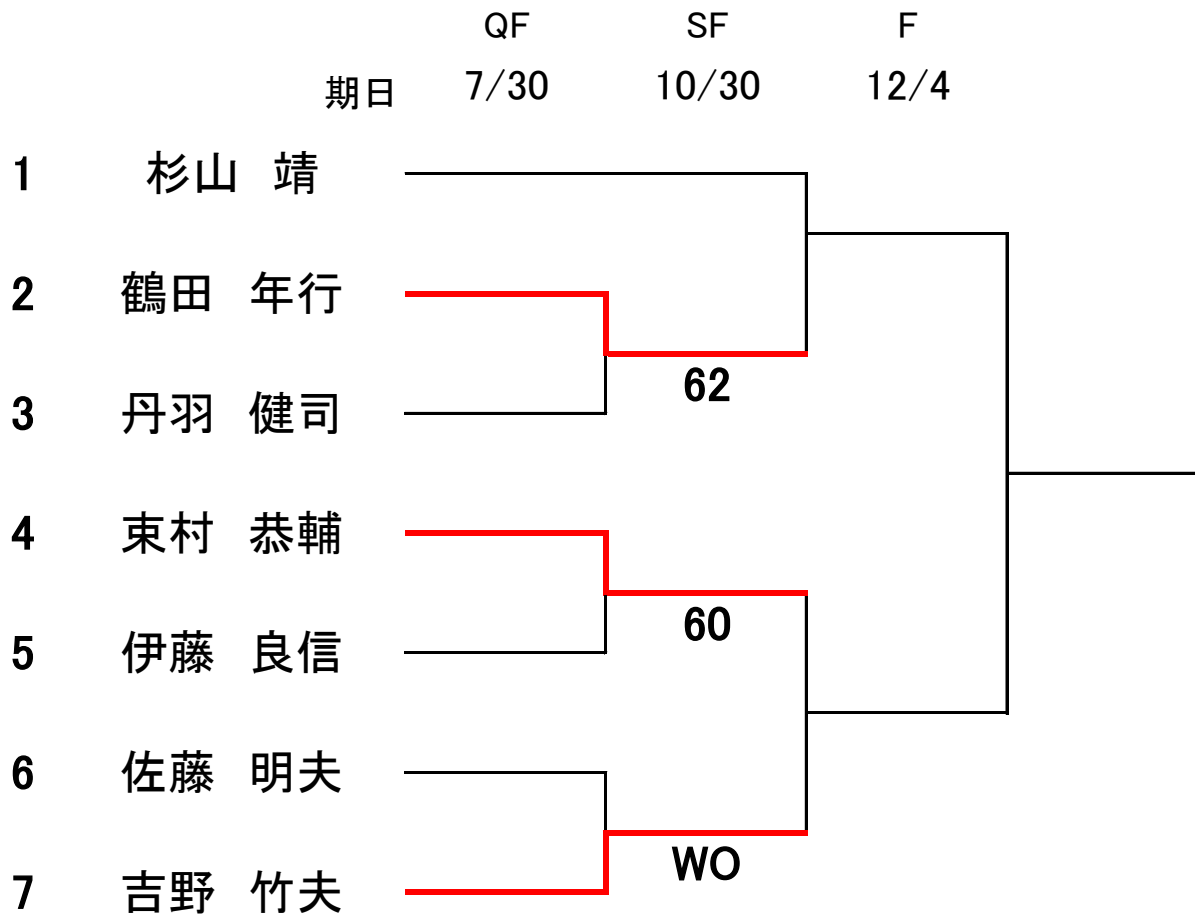 QF SF F
期日 7/30 10/30 12/4
1 杉山 靖
2 鶴田 年行
62
3 丹羽 健司
4 束村 恭輔
60
5 伊藤 良信
6 佐藤 明夫
WO
7 吉野 竹夫